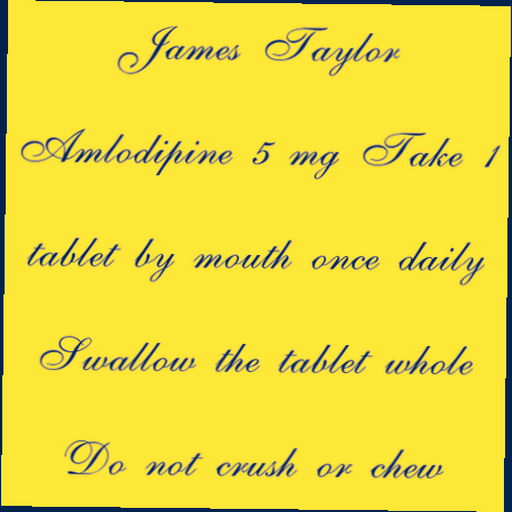 James Taylor
Amlodipine 5 mg Take 1
tablet by mouth once daily
Swallow the tablet whole
Do not crush or chew